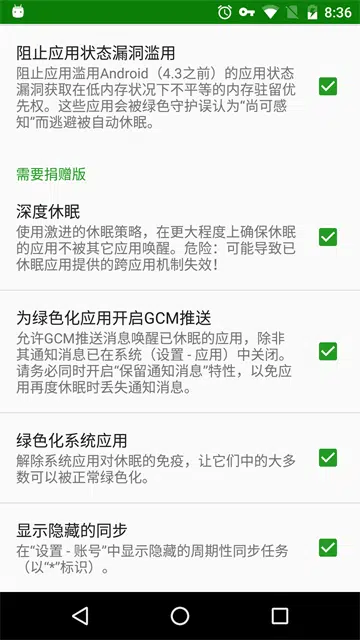 8:36
阻止应用状态漏洞滥用
阻止应用滥用Android（4.3之前）的应用状态
漏洞获取在低内存状况下不平等的内存驻留优
先权。这些应用会被绿色守护误认为“尚可感
知”而逃避被自动休眠。
需要捐赠版
深度休眠
使用激进的休眠策略，在更大程度上确保休眠
的应用不被其它应用唤醒。危险：可能导致已
休眠应用提供的跨应用机制失效！
为绿色化应用开启GCM推送
允许GCM推送消息唤醒已休眠的应用，除非
其通知消息已在系统（设置 - 应用）中关闭。
请务必同时开启“保留通知消息”特性，以免应
用再度休眠时丢失通知消息。
绿色化系统应用
解除系统应用对休眠的免疫，让它们中的大多
数可以被正常绿色化。
显示隐藏的同步
在“设置 - 账号”中显示隐藏的周期性同步任务
（以“*”标识）。